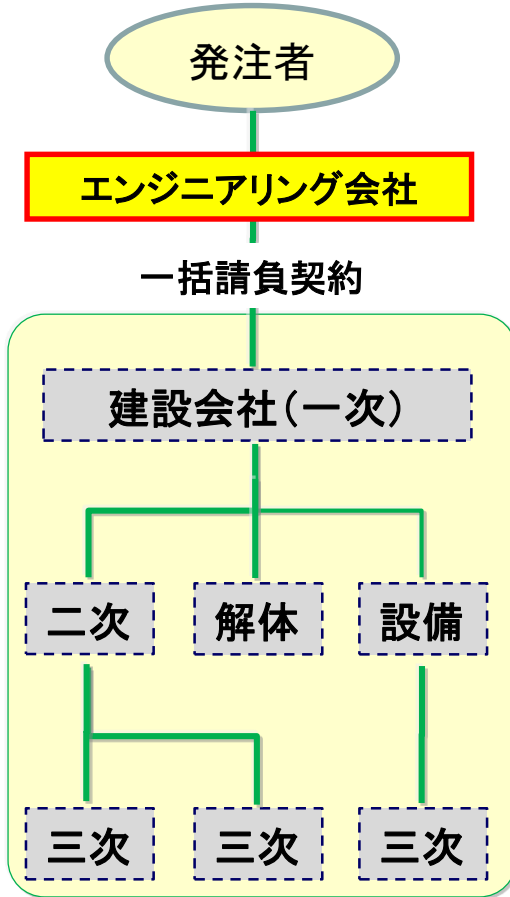 発注者
エンジニアリング会社
一括請負契約
建設会社（一次）
二次
解体
設備
三次
三次
三次